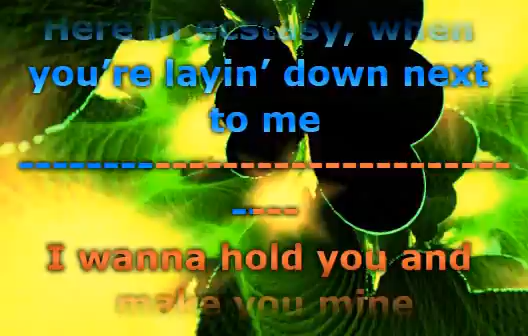 Here in ecstasy, when
you're layin' down next
to me
----------------------------------
----
I wanna hold you and
make you mine